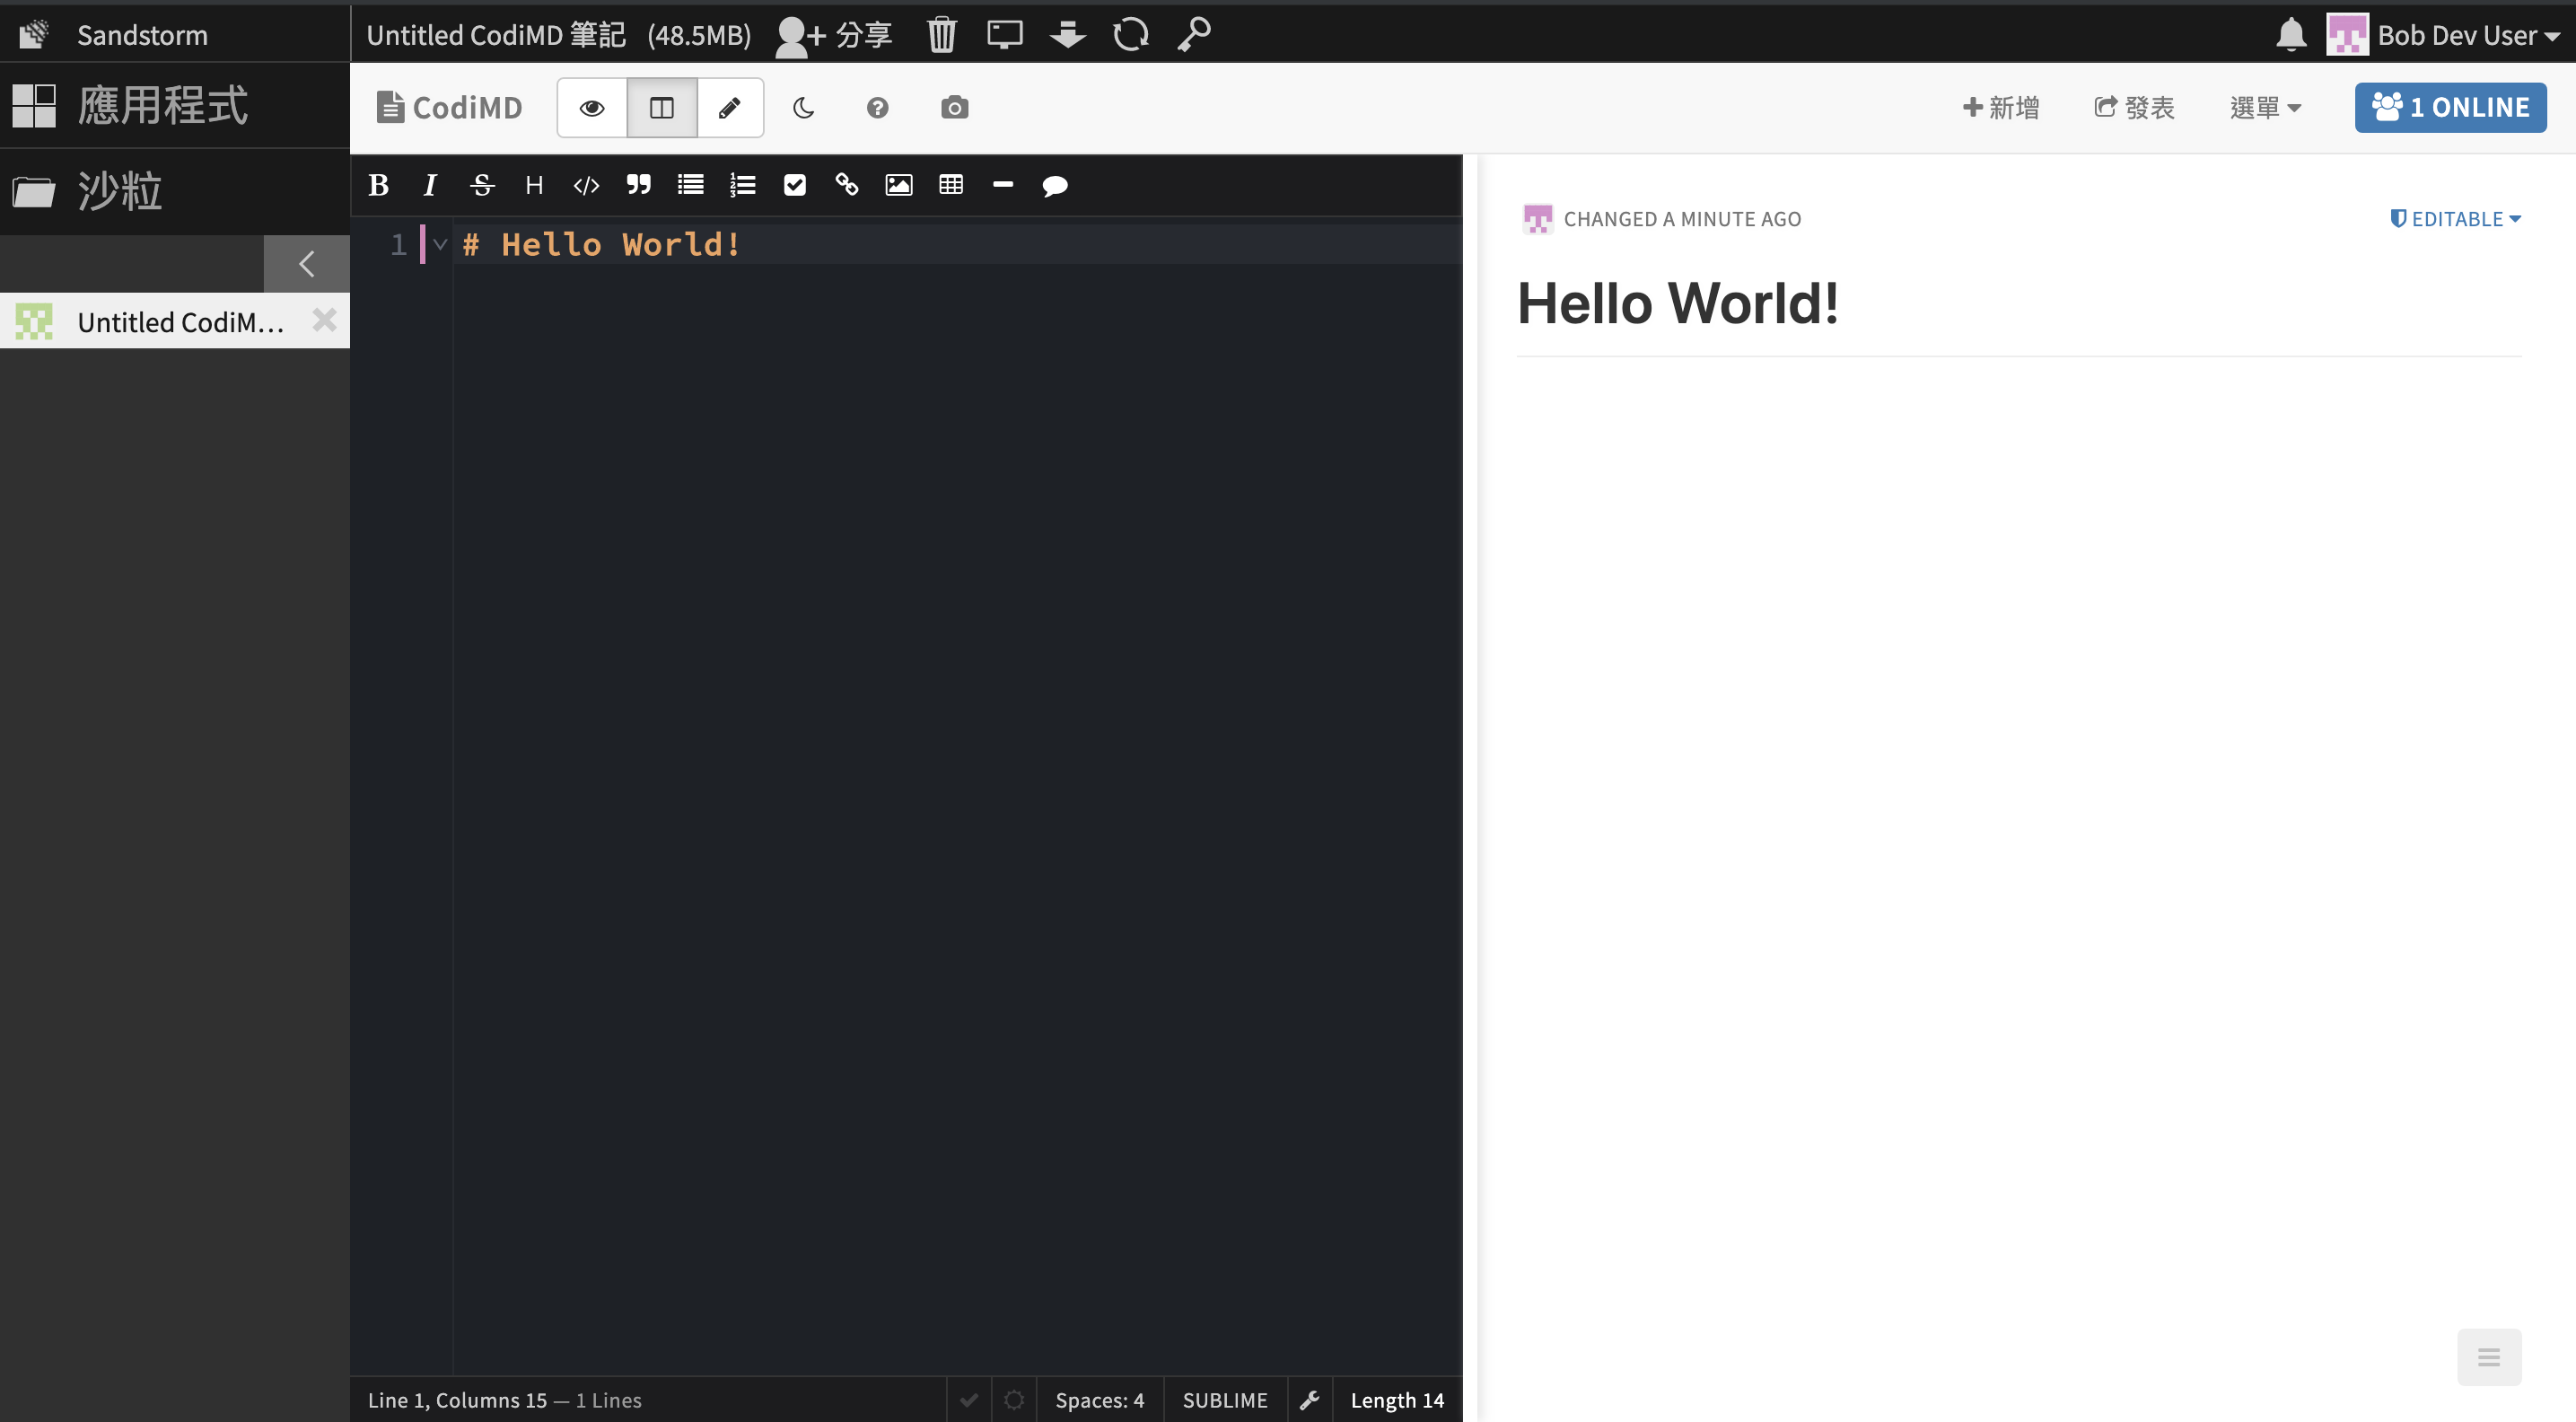 Sandstorm
Untitled CodiMD 筆記 (48.5MB) 分享
Bob Dev User
應用程式
沙粒
Untitled CodiM...
CodiMD
新增 發表 選單 1 ONLINE
B I S H </>
1 # Hello World!
CHANGED A MINUTE AGO
EDITABLE
Hello World!
Line 1, Columns 15 — 1 Lines
Spaces: 4 SUBLIME Length 14